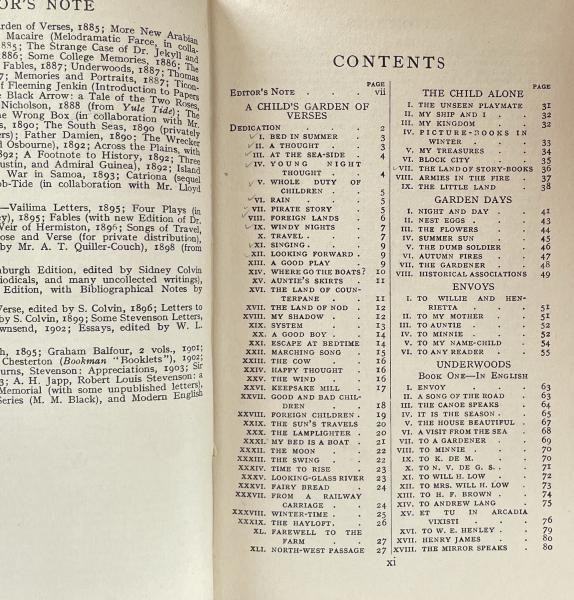 OR'S NOTE
arden of Verses, 1885; More New Arabian
Macaire (Melodramatic Farce, in colla-
1885; The Strange Case of Dr. Jekyll and
1886; Some College Memories, 1886; The
Fables, 1887; Underwoods, 1887; Thomas
7; Memories and Portraits, 1887; Ticon-
of Fleeming Jenkin (Introduction to Papers
e Black Arrow: a Tale of the Two Roses,
Nicholson, 1888 (from Yule Tide); The
he Wrong Box (in collaboration with Mr.
s, 1890; The South Seas, 1890 (privately
ers); Father Damien, 1890; The Wrecker
d Osbourne), 1892; Across the Plains, with
892; A Footnote to History, 1892; Three
ustin, and Admiral Guinea), 1892; Island
War in Samoa, 1893; Catriona (sequel
bb-Tide (in collaboration with Mr. Lloyd
—Vailima Letters, 1895; Four Plays (in
ey), 1895; Fables (with new Edition of Dr.
Weir of Hermiston, 1896; Songs of Travel,
rose and Verse (for private distribution),
by Mr. A. T. Quiller-Couch), 1898 (from
nburgh Edition, edited by Sidney Colvin
iodicals, and many uncollected writings),
Edition, with Bibliographical Notes by
Verse, edited by S. Colvin, 1896; Letters to
by S. Colvin, 1899; Some Stevenson Letters,
ownsend, 1902; Essays, edited by W. L.
h, 1895; Graham Balfour, 2 vols., 1901;
Chesterton (Bookman "Booklets"), 1902;
urns, Stevenson: Appreciations, 1903; Sir
3; A. H. Japp, Robert Louis Stevenson: a
Memorial (with some unpublished letters),
Series (M. M. Black), and Modern English
CONTENTS
PAGE
Editor's Note . . . vii
A CHILD'S GARDEN OF
VERSES
Dedication . . . 2
I. BED IN SUMMER . . 3
II. A THOUGHT . . 3
III. AT THE SEA-SIDE . 4
IV. YOUNG NIGHT
THOUGHT . . 4
V. WHOLE DUTY OF
CHILDREN . . 5
VI. RAIN . . . 5
VII. PIRATE STORY . . 5
VIII. FOREIGN LANDS . 5
IX. WINDY NIGHTS . 7
X. TRAVEL . . . 7
XI. SINGING . . . 9
XII. LOOKING FORWARD . 9
XIII. A GOOD PLAY . . 9
XIV. WHERE GO THE BOATS? 10
XV. AUNTIE'S SKIRTS . 11
XVI. THE LAND OF COUN-
TERPANE . . 11
XVII. THE LAND OF NOD . 12
XVIII. MY SHADOW . . 12
XIX. SYSTEM . . . 13
XX. A GOOD BOY . . 14
XXI. ESCAPE AT BEDTIME 14
XXII. MARCHING SONG . 15
XXIII. THE COW . . 16
XXIV. HAPPY THOUGHT . 16
XXV. THE WIND . . 16
XXVI. KEEPSAKE MILL . 17
XXVII. GOOD AND BAD CHIL-
DREN . . 18
XXVIII. FOREIGN CHILDREN . 19
XXIX. THE SUN'S TRAVELS 20
XXX. THE LAMPLIGHTER . 20
XXXI. MY BED IS A BOAT . 21
XXXII. THE MOON . . 22
XXXIII. THE SWING . . 22
XXXIV. TIME TO RISE . 23
XXXV. LOOKING-GLASS RIVER 23
XXXVI. FAIRY BREAD . . 24
XXXVII. FROM A RAILWAY
CARRIAGE . 24
XXXVIII. WINTER-TIME . . 25
XXXIX. THE HAYLOFT . . 26
XL. FAREWELL TO THE
FARM . . 27
XLI. NORTH-WEST PASSAGE 27
PAGE
THE CHILD ALONE
I. THE UNSEEN PLAYMATE 31
II. MY SHIP AND I . . 32
III. MY KINGDOM . . 32
IV. PICTURE-BOOKS IN
WINTER . . 33
V. MY TREASURES . . 34
VI. BLOCK CITY . . 35
VII. THE LAND OF STORY-BOOKS 36
VIII. ARMIES IN THE FIRE . 37
IX. THE LITTLE LAND . 38
GARDEN DAYS
I. NIGHT AND DAY . . 41
II. NEST EGGS . . 43
III. THE FLOWERS . . 44
IV. SUMMER SUN . . 45
V. THE DUMB SOLDIER . 46
VI. AUTUMN FIRES . . 47
VII. THE GARDENER . . 48
VIII. HISTORICAL ASSOCIATIONS 49
ENVOYS
I. TO WILLIE AND HEN-
RIETTA . . 51
II. TO MY MOTHER . . 51
III. TO AUNTIE . . 52
IV. TO MINNIE . . 52
V. TO MY NAME-CHILD . 54
VI. TO ANY READER . . 55
UNDERWOODS
Book One—In English
I. ENVOY . . . 63
II. A SONG OF THE ROAD . 63
III. THE CANOE SPEAKS . 64
IV. IT IS THE SEASON . . 65
V. THE HOUSE BEAUTIFUL . 67
VI. A VISIT FROM THE SEA . 68
VII. TO A GARDENER . . 69
VIII. TO MINNIE . . 70
IX. TO K. DE M. . . 70
X. TO N. V. DE G. S. . . 71
XI. TO WILL H. LOW . . 72
XII. TO MRS. WILL H. LOW . 73
XIII. TO H. F. BROWN . . 74
XIV. TO ANDREW LANG . 75
XV. ET TU IN ARCADIA
VIXISTI . . 76
XVI. TO W. E. HENLEY . . 79
XVII. HENRY JAMES . . 80
XVIII. THE MIRROR SPEAKS . 80
xi